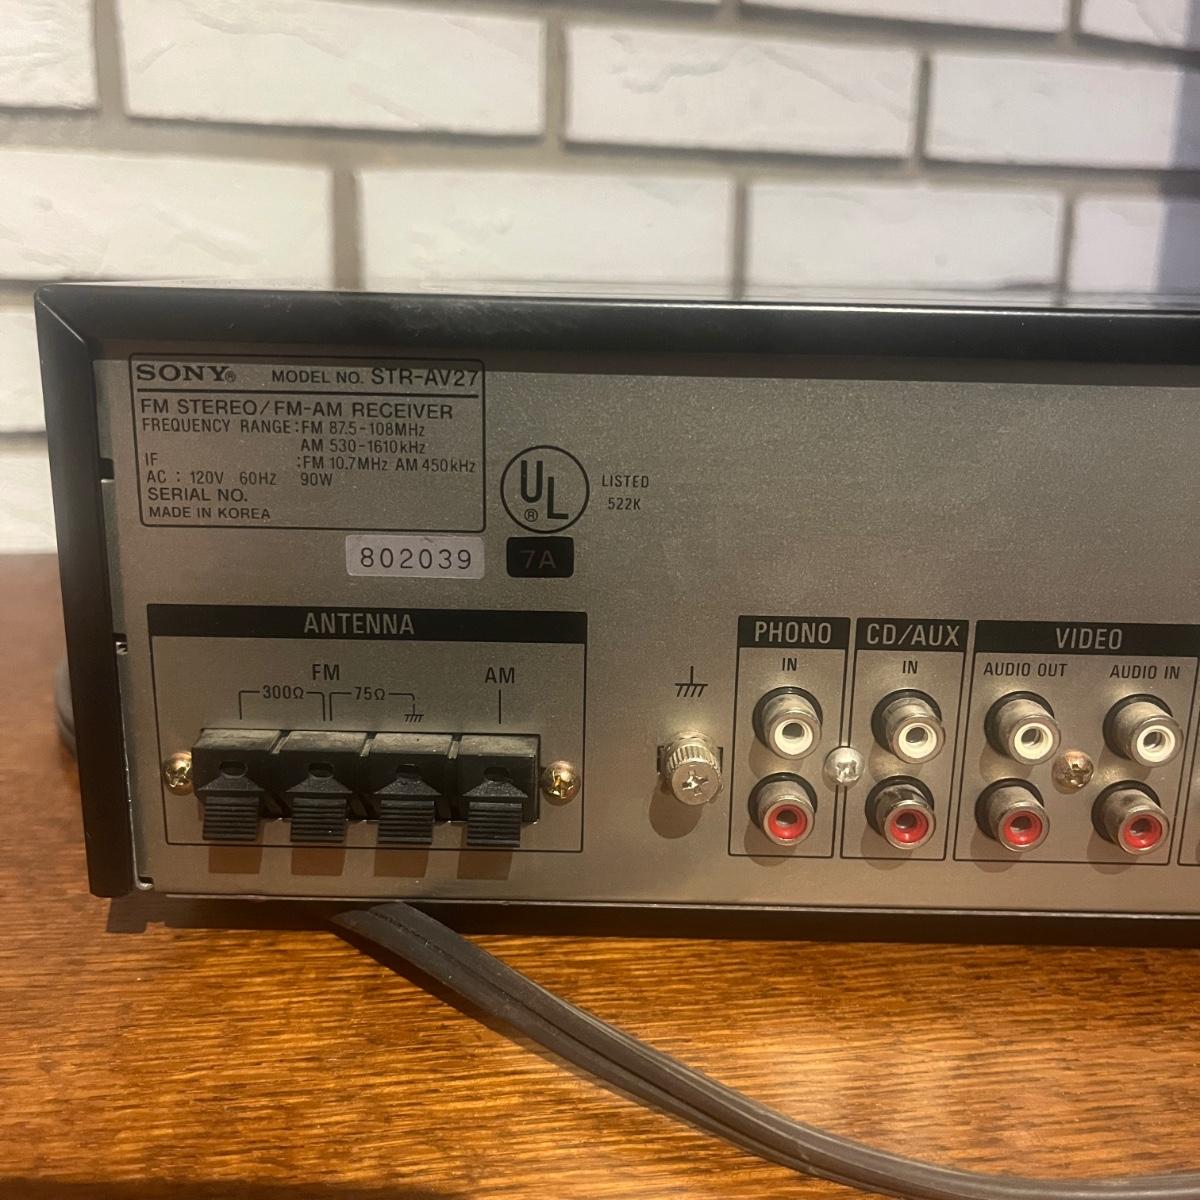 SONY® MODEL NO. STR-AV27
FM STEREO/FM-AM RECEIVER
FREQUENCY RANGE:FM 87.5-108MHz
AM 530-1610kHz
IF :FM 10.7MHz AM 450kHz
AC : 120V 60Hz 90W
SERIAL NO.
MADE IN KOREA
UL®
LISTED
522K
802039
7A
ANTENNA
FM
300Ω 75Ω
AM
PHONO
IN
CD/AUX
IN
VIDEO
AUDIO OUT AUDIO IN